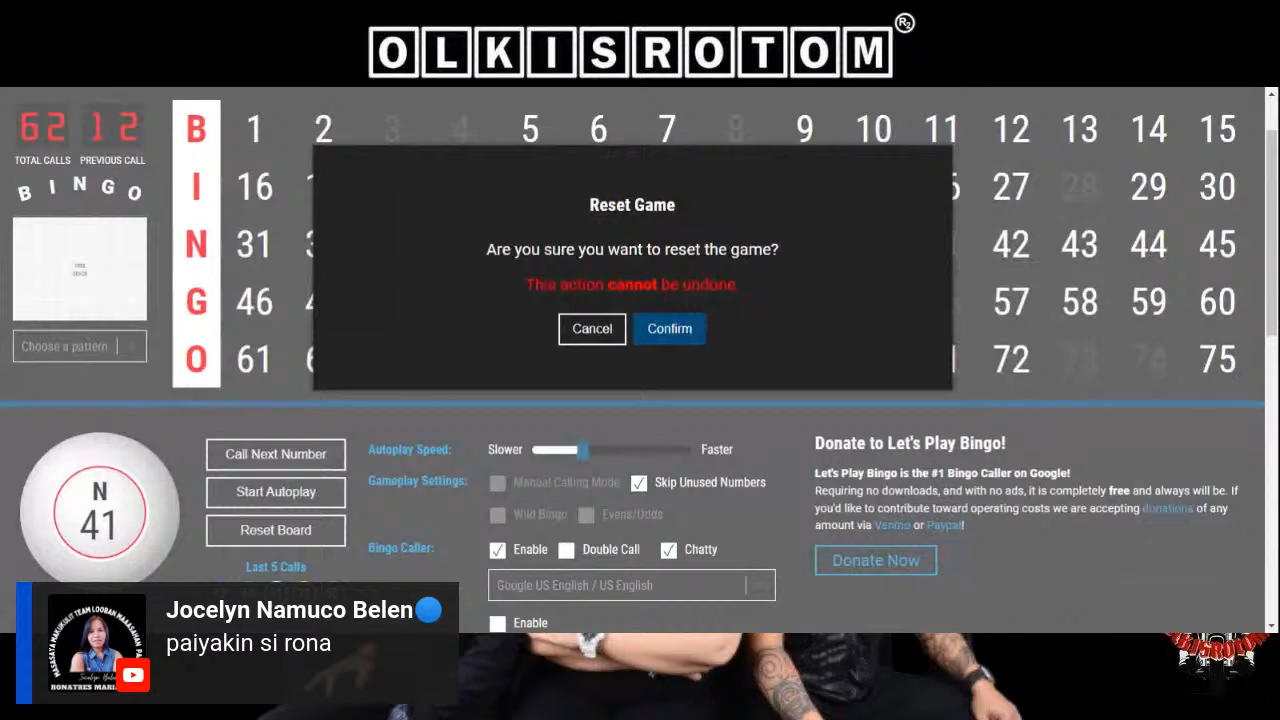 OLKISROTOM R2
62 12
TOTAL CALLS PREVIOUS CALL
BINGO
Choose a pattern
B 1 2 3 4 5 6 7 8 9 10 11 12 13 14 15
I 16 27 28 29 30
N 31 42 43 44 45
G 46 57 58 59 60
O 61 72 73 74 75
Reset Game
Are you sure you want to reset the game?
This action cannot be undone.
Cancel Confirm
N
41
Call Next Number
Start Autoplay
Reset Board
Last 5 Calls
Autoplay Speed: Slower Faster
Gameplay Settings: Manual Calling Mode Skip Unused Numbers
Wild Bingo Evens/Odds
Bingo Caller: Enable Double Call Chatty
Google US English / US English
Enable
Donate to Let's Play Bingo!
Let's Play Bingo is the #1 Bingo Caller on Google!
Requiring no downloads, and with no ads, it is completely free and always will be. If
you'd like to contribute toward operating costs we are accepting donations of any
amount via Venmo or Paypal!
Donate Now
Jocelyn Namuco Belen
paiyakin si rona